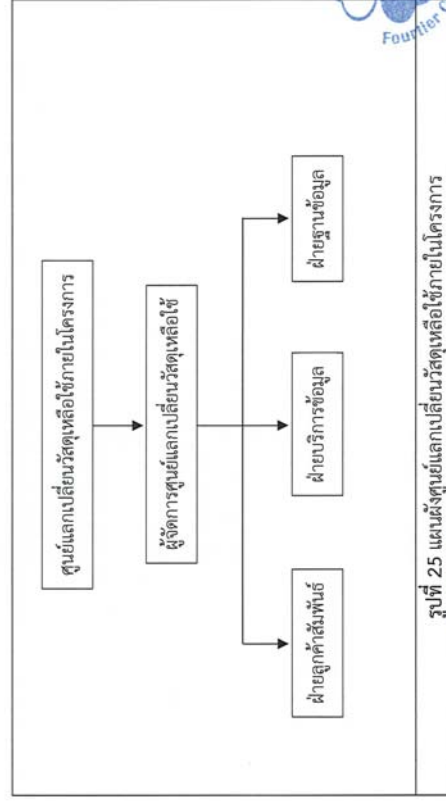 ศูนย์แลกเปลี่ยนวัสดุเหลือใช้ภายในโครงการ
ผู้จัดการศูนย์แลกเปลี่ยนวัสดุเหลือใช้
ฝ่ายลูกค้าสัมพันธ์
ฝ่ายบริการข้อมูล
ฝ่ายฐานข้อมูล
รูปที่ 25 แผนผังศูนย์แลกเปลี่ยนวัสดุเหลือใช้ภายในโครงการ
Fourtier